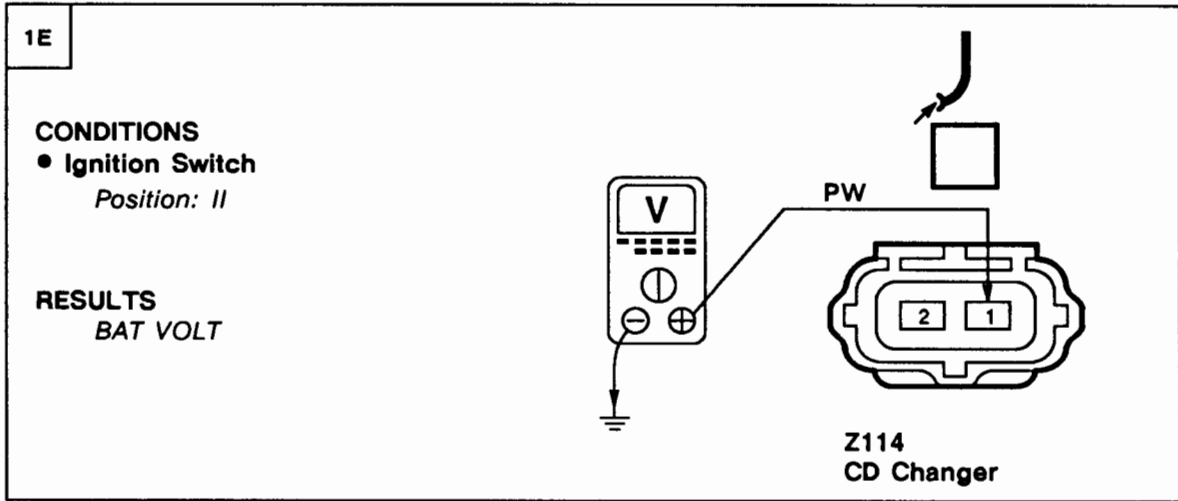 1E
CONDITIONS
● Ignition Switch
Position: II
RESULTS
BAT VOLT
V
PW
2
1
Z114
CD Changer